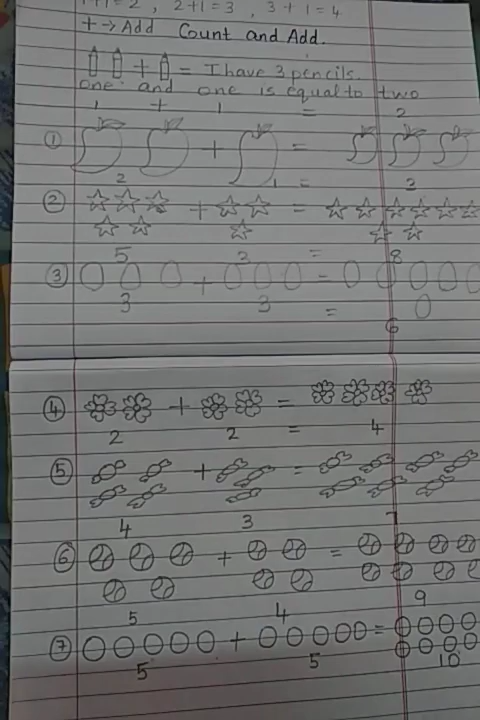 1+1=2, 2+1=3, 3+1=4
+→Add Count and Add.
+ = I have 3 pencils.
one and one is equal to two
1 + 1 = 2
① + =
2 1 = 3
② + =
5 3 = 8
③ + =
3 3 = 6
④ + =
2 2 = 4
⑤ + =
4 3 7
⑥ + =
5 4 9
⑦ + =
5 5 10